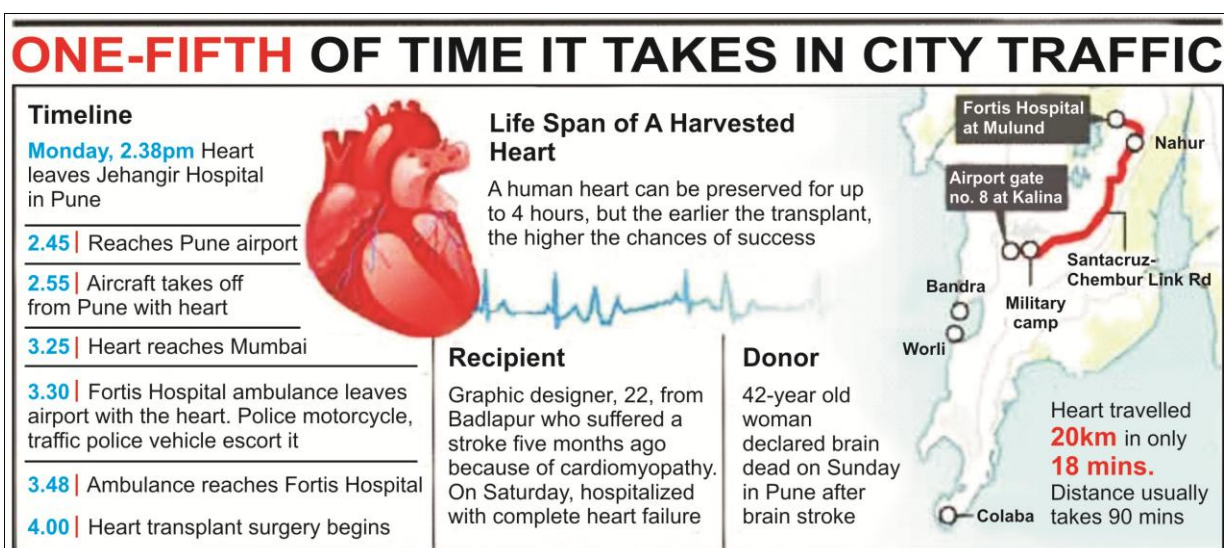 ONE-FIFTH OF TIME IT TAKES IN CITY TRAFFIC
Timeline
Monday, 2.38pm Heart
leaves Jehangir Hospital
in Pune
2.45 | Reaches Pune airport
2.55 | Aircraft takes off
from Pune with heart
3.25 | Heart reaches Mumbai
3.30 | Fortis Hospital ambulance leaves
airport with the heart. Police motorcycle,
traffic police vehicle escort it
3.48 | Ambulance reaches Fortis Hospital
4.00 | Heart transplant surgery begins
Life Span of A Harvested
Heart
A human heart can be preserved for up
to 4 hours, but the earlier the transplant,
the higher the chances of success
Recipient
Graphic designer, 22, from
Badlapur who suffered a
stroke five months ago
because of cardiomyopathy.
On Saturday, hospitalized
with complete heart failure
Donor
42-year old
woman
declared brain
dead on Sunday
in Pune after
brain stroke
Fortis Hospital
at Mulund
Nahur
Airport gate
no. 8 at Kalina
Santacruz-
Chembur Link Rd
Military
camp
Bandra
Worli
Colaba
Heart travelled
20km in only
18 mins.
Distance usually
takes 90 mins